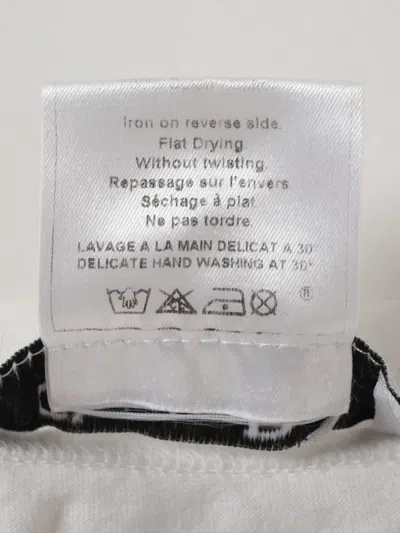 Iron on reverse side.
Flat Drying.
Without twisting.
Repassage sur l'envers.
Séchage à plat.
Ne pas tordre.
LAVAGE A LA MAIN DELICAT A 30°
DELICATE HAND WASHING AT 30°
®